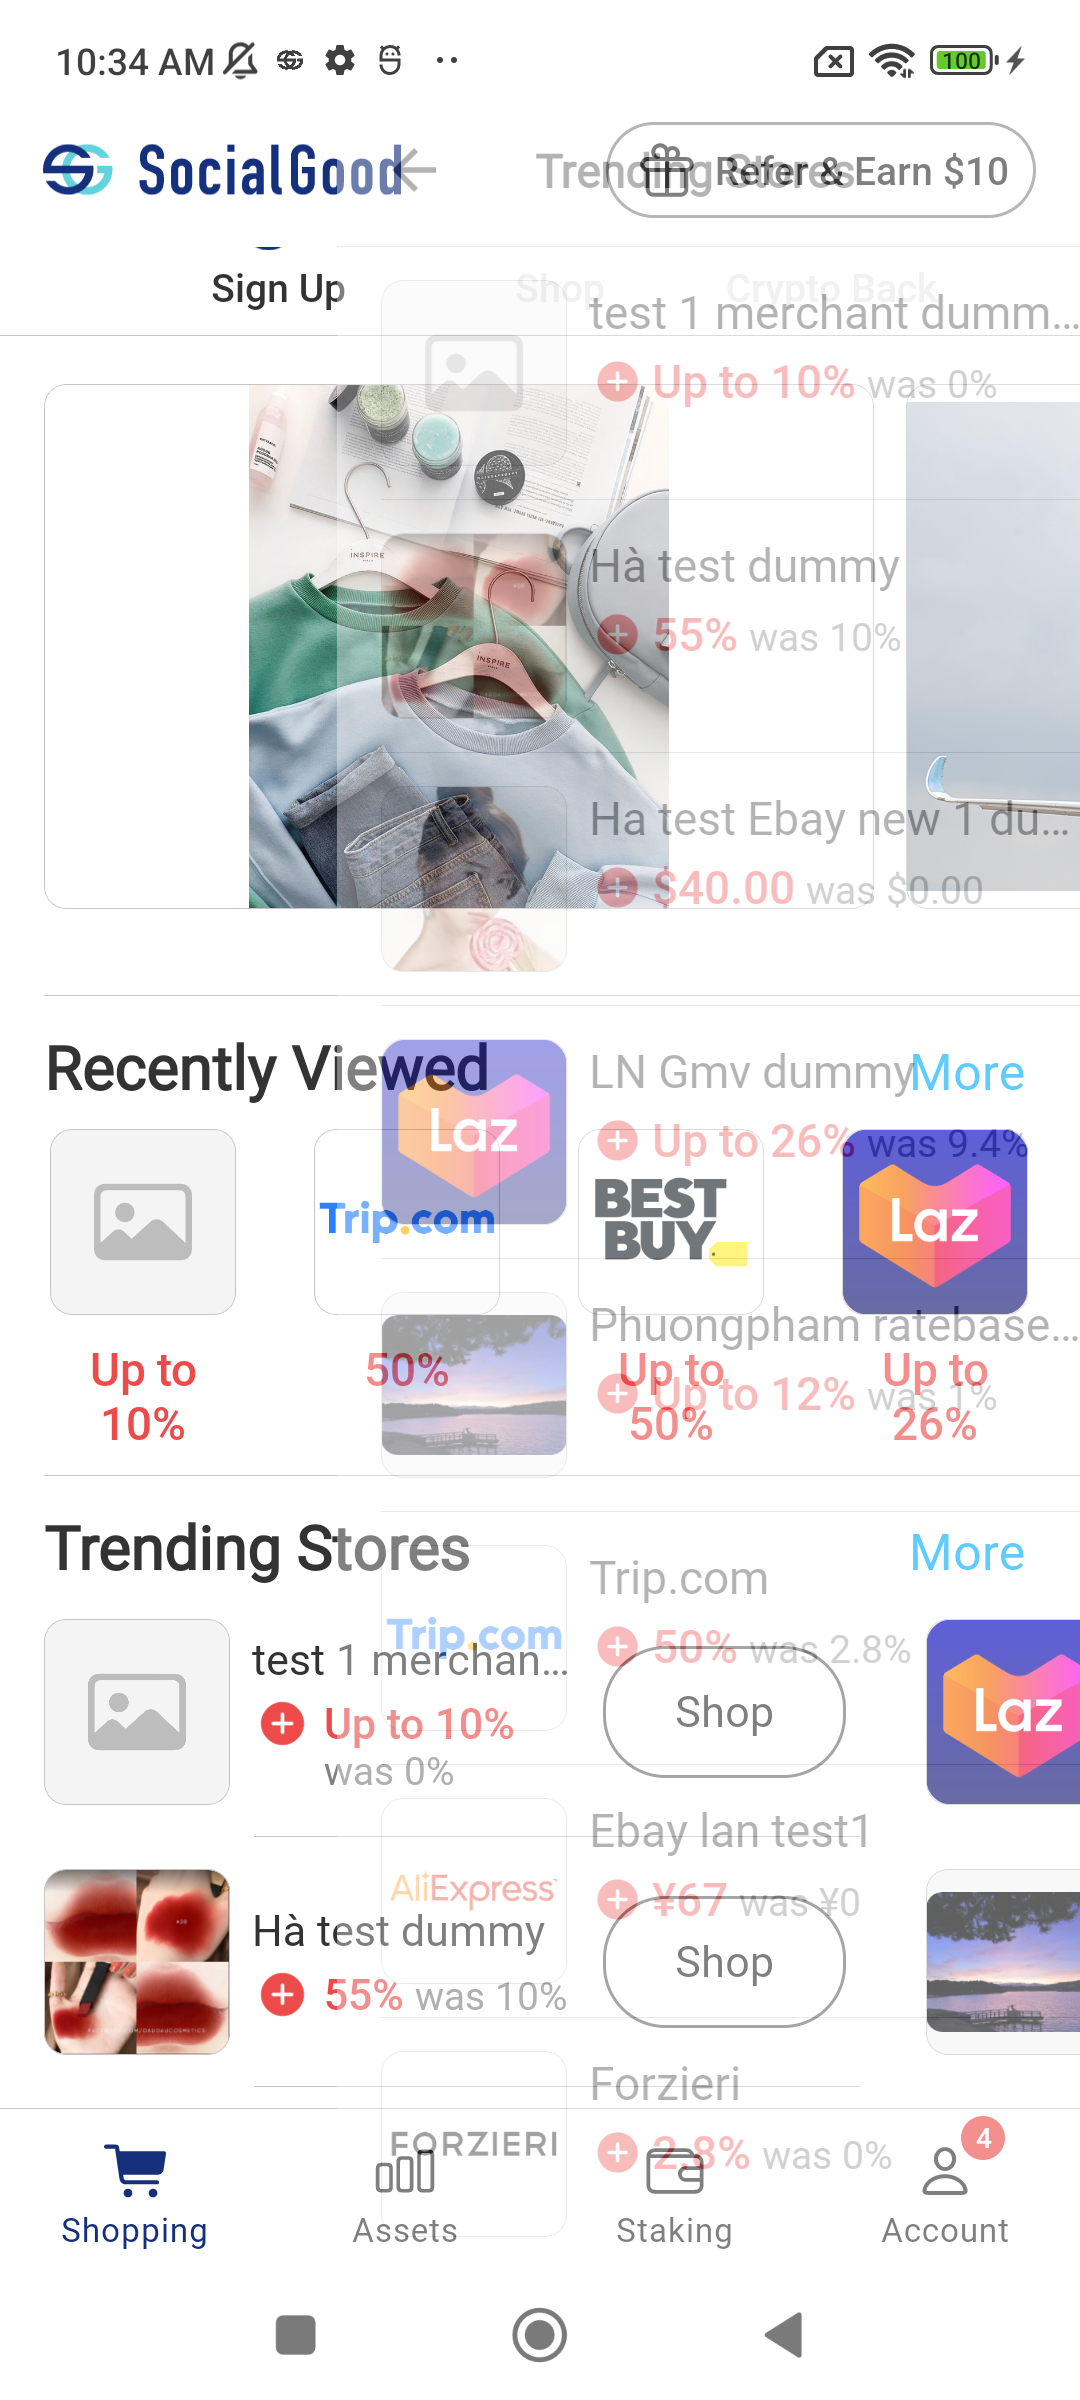 10:34 AM
100
SocialGood
Trending Stores
Refer & Earn $10
Sign Up
Shop
Crypto Back
test 1 merchant dumm...
Up to 10% was 0%
INSPIRE
INSPIRE
Hà test dummy
55% was 10%
Ha test Ebay new 1 du...
$40.00 was $0.00
Recently Viewed
More
LN Gmv dummy
Up to 26% was 9.4%
Laz
Trip.com
BEST BUY
Laz
Phuongpham ratebase...
Up to 12% was 1%
Up to 10%
50%
Up to 50%
Up to 26%
Trending Stores
More
Trip.com
Trip.com
50% was 2.8%
test 1 merchan...
Up to 10%
was 0%
Shop
Laz
AliExpress
Ebay lan test1
¥67 was ¥0
Hà test dummy
55% was 10%
Shop
FORZIERI
Forzieri
2.8% was 0%
4
Shopping
Assets
Staking
Account